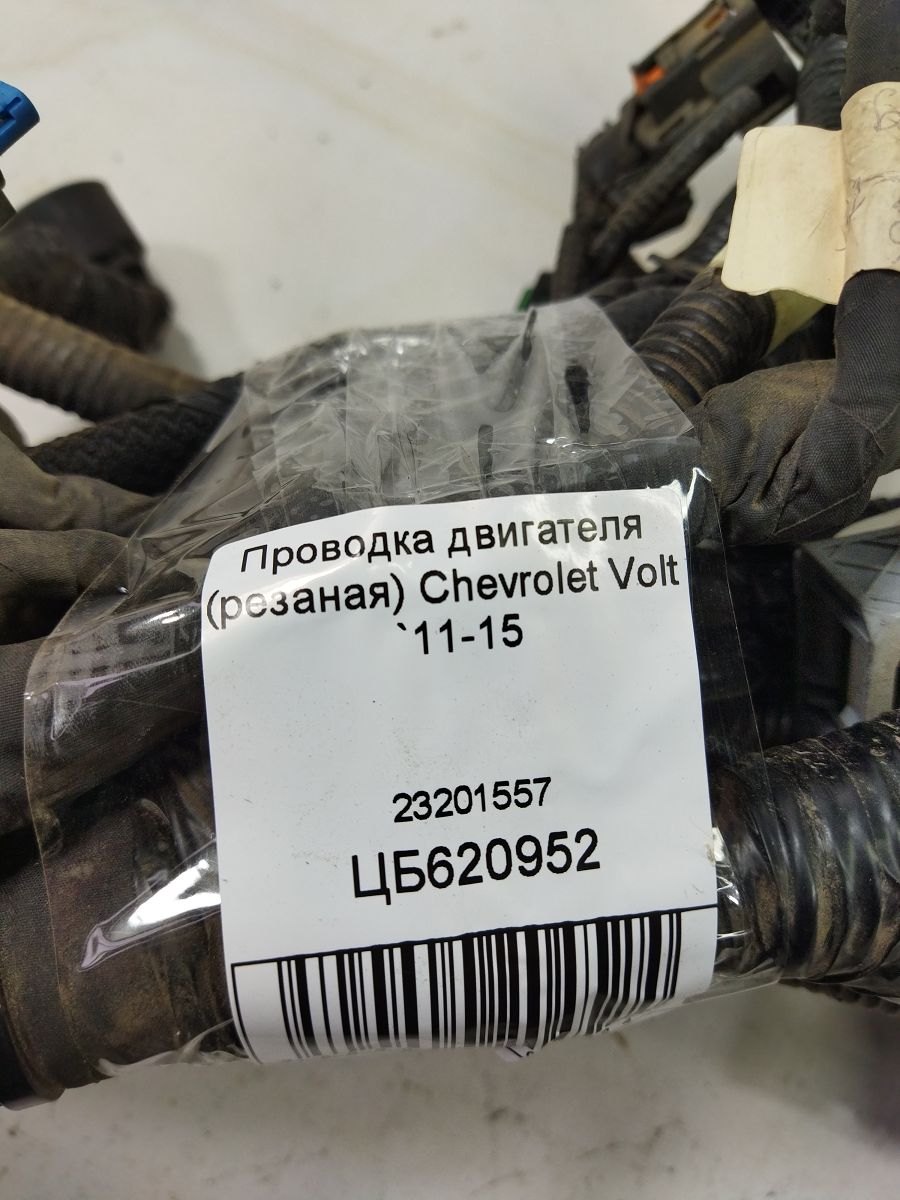 Проводка двигателя
(резаная) Chevrolet Volt
`11-15
23201557
ЦБ620952